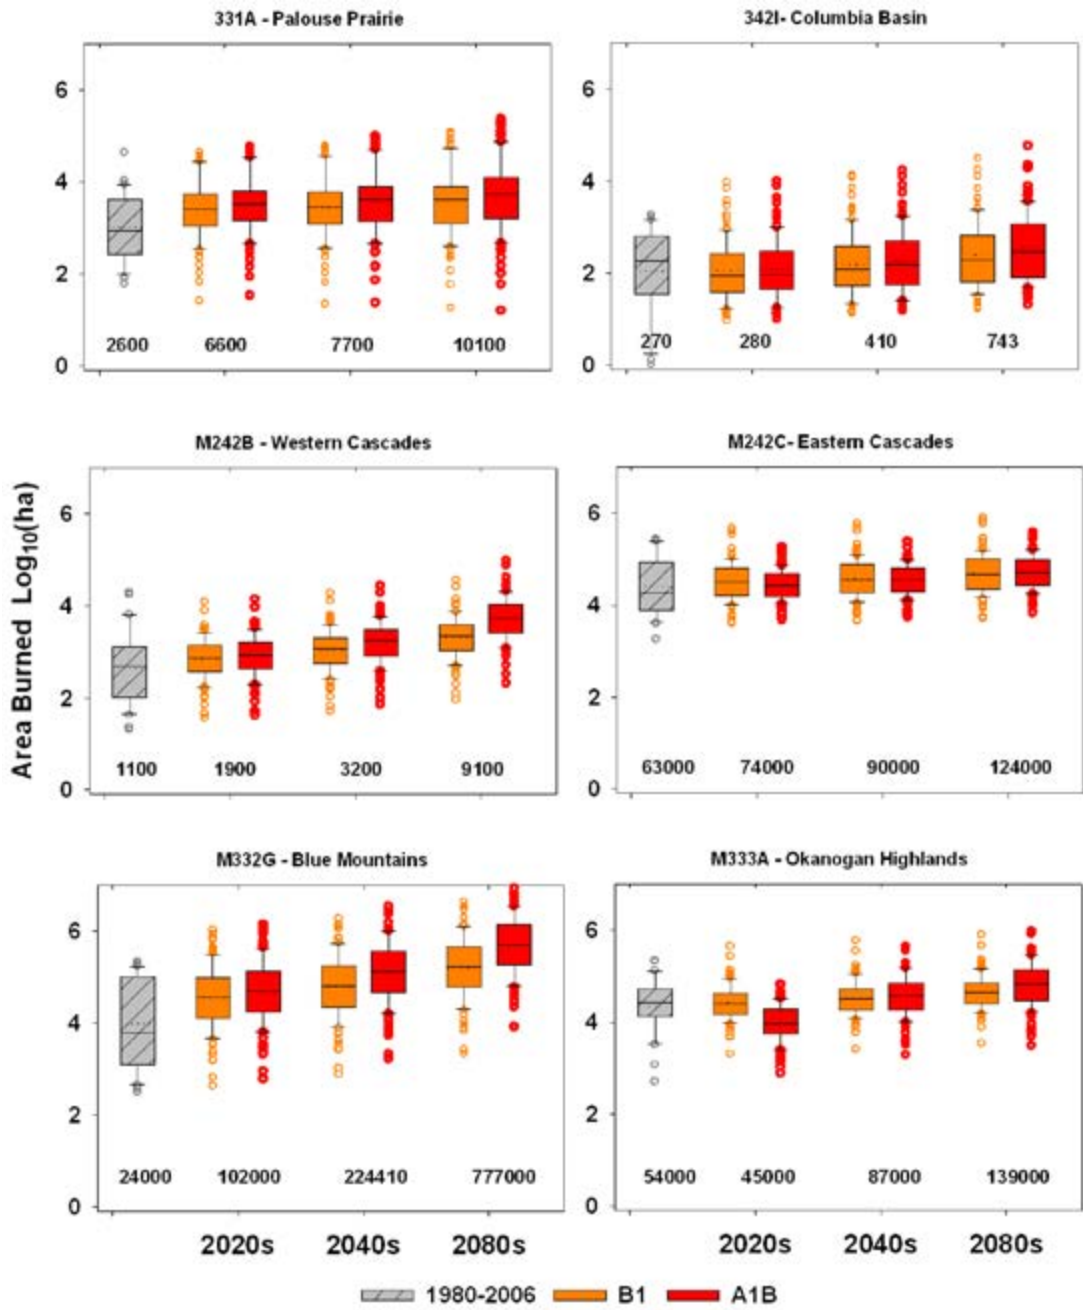 331A - Palouse Prairie
342I- Columbia Basin
6
4
2
0
2600 6600 7700 10100
6
4
2
0
270 280 410 743
M242B - Western Cascades
M242C- Eastern Cascades
Area Burned Log10(ha)
6
4
2
0
1100 1900 3200 9100
6
4
2
0
63000 74000 90000 124000
M332G - Blue Mountains
M333A - Okanogan Highlands
6
4
2
0
24000 102000 224410 777000
6
4
2
0
54000 45000 87000 139000
2020s 2040s 2080s
2020s 2040s 2080s
1980-2006 B1 A1B